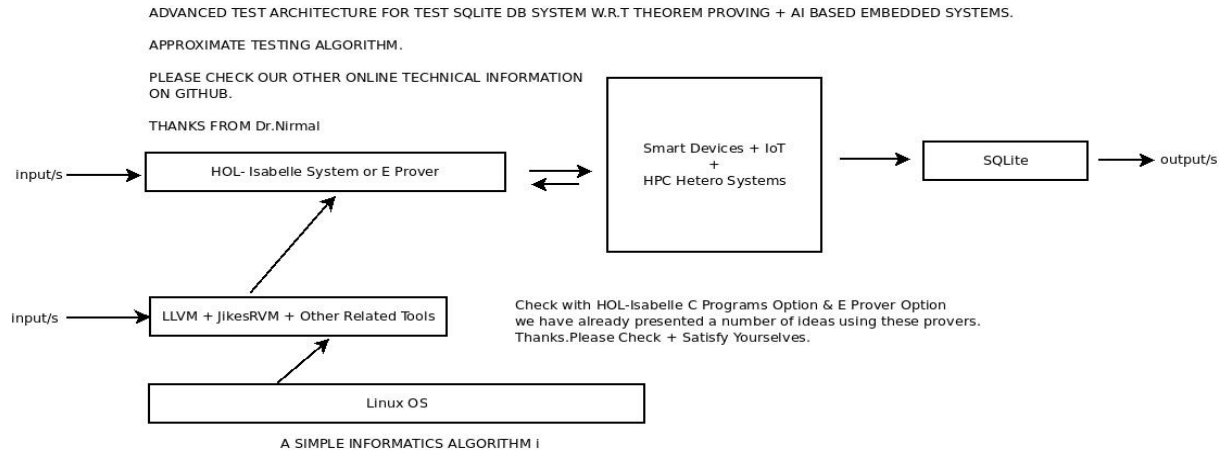 ADVANCED TEST ARCHITECTURE FOR TEST SQLITE DB SYSTEM W.R.T THEOREM PROVING + AI BASED EMBEDDED SYSTEMS.
APPROXIMATE TESTING ALGORITHM.
PLEASE CHECK OUR OTHER ONLINE TECHNICAL INFORMATION
ON GITHUB.
THANKS FROM Dr.Nirmal
input/s
HOL- Isabelle System or E Prover
Smart Devices + IoT
+
HPC Hetero Systems
SQLite
output/s
input/s
LLVM + JikesRVM + Other Related Tools
Check with HOL-Isabelle C Programs Option & E Prover Option
we have already presented a number of ideas using these provers.
Thanks.Please Check + Satisfy Yourselves.
Linux OS
A SIMPLE INFORMATICS ALGORITHM i